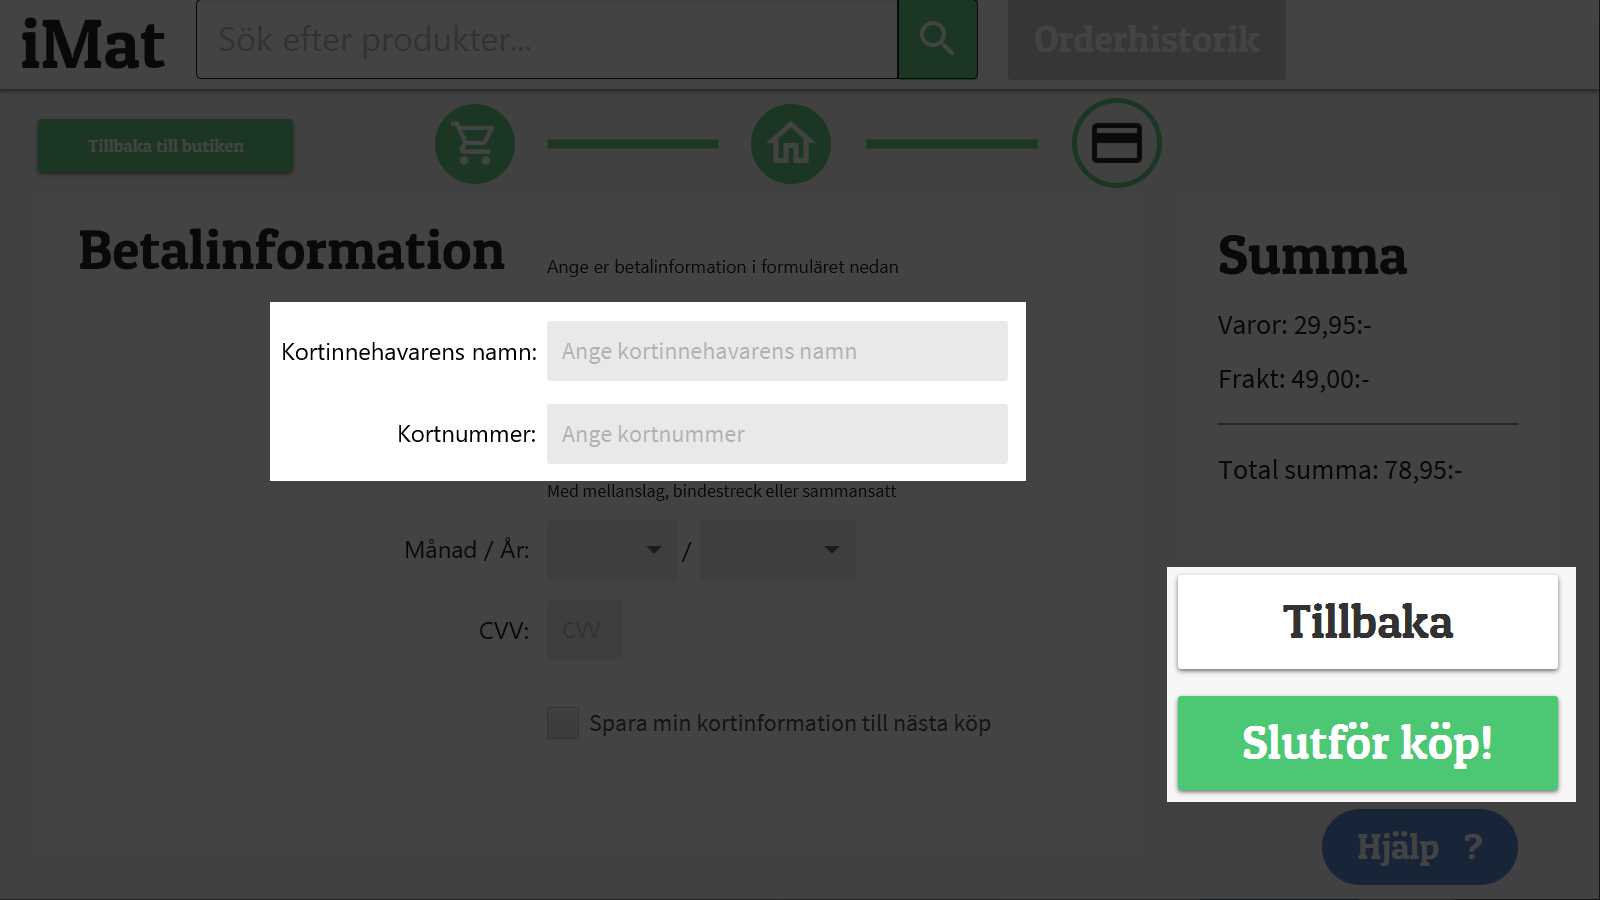 iMat
Sök efter produkter...
Orderhistorik
Tillbaka till butiken
Betalinformation
Ange er betalinformation i formuläret nedan
Kortinnehavarens namn:
Ange kortinnehavarens namn
Kortnummer:
Ange kortnummer
Med mellanslag, bindestreck eller sammansatt
Månad / År:
/
CVV:
CVV
Spara min kortinformation till nästa köp
Summa
Varor: 29,95:-
Frakt: 49,00:-
Total summa: 78,95:-
Tillbaka
Slutför köp!
Hjälp ?